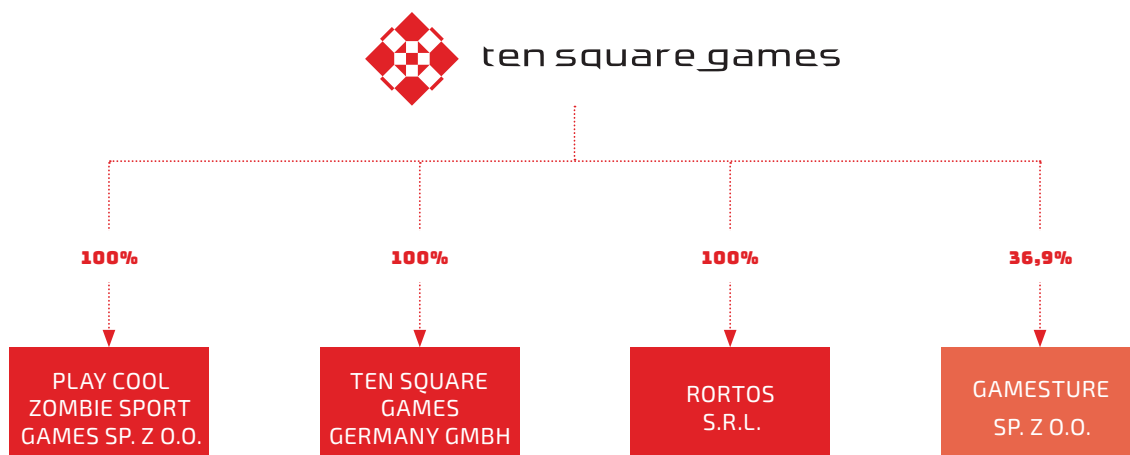 ten square games
100%
100%
100%
36,9%
PLAY COOL
ZOMBIE SPORT
GAMES SP. Z O.O.
TEN SQUARE
GAMES
GERMANY GMBH
RORTOS
S.R.L.
GAMESTURE
SP. Z O.O.